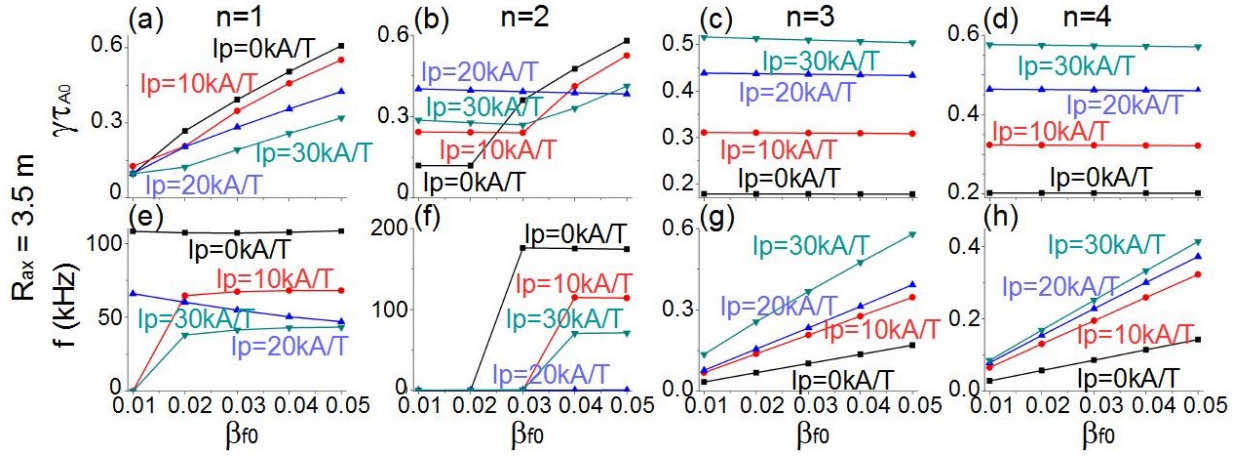 (a) n=1
(b) n=2
(c) n=3
(d) n=4
Rax = 3.5 m
γτA0
0.6
0.3
0
Ip=0kA/T
Ip=10kA/T
Ip=30kA/T
Ip=20kA/T
0.6
0.4
0.2
0.0
Ip=20kA/T
Ip=30kA/T
Ip=10kA/T
Ip=0kA/T
0.5
0.4
0.3
0.2
Ip=30kA/T
Ip=20kA/T
Ip=10kA/T
Ip=0kA/T
0.6
0.4
0.2
Ip=30kA/T
Ip=20kA/T
Ip=10kA/T
Ip=0kA/T
(e)
(f)
(g)
(h)
f (kHz)
100
50
0
Ip=0kA/T
Ip=10kA/T
Ip=30kA/T
Ip=20kA/T
0.01 0.02 0.03 0.04 0.05
βf0
200
100
0
Ip=0kA/T
Ip=10kA/T
Ip=30kA/T
Ip=20kA/T
0.01 0.02 0.03 0.04 0.05
βf0
0.6
0.3
0.0
Ip=30kA/T
Ip=20kA/T
Ip=10kA/T
Ip=0kA/T
0.01 0.02 0.03 0.04 0.05
βf0
0.4
0.2
0.0
Ip=30kA/T
Ip=20kA/T
Ip=10kA/T
Ip=0kA/T
0.01 0.02 0.03 0.04 0.05
βf0